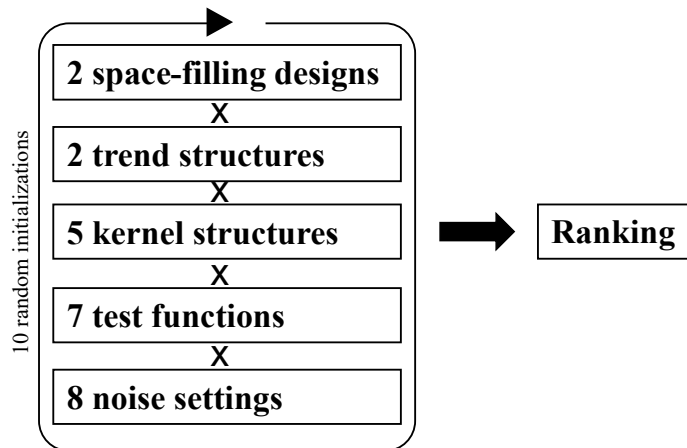 2 space-filling designs
x
2 trend structures
x
5 kernel structures
x
7 test functions
x
8 noise settings
10 random initializations
Ranking